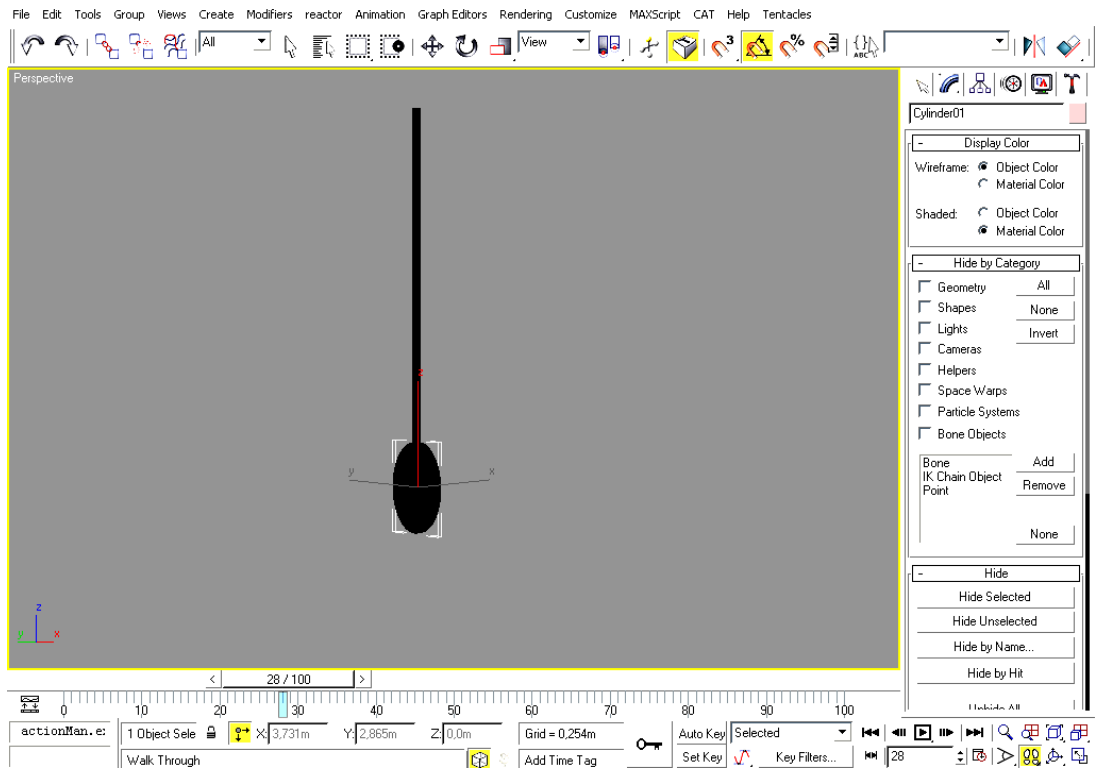 File Edit Tools Group Views Create Modifiers reactor Animation Graph Editors Rendering Customize MAXScript CAT Help Tentacles
All View 3 % ABC
Perspective
Cylinder01
- Display Color
Wireframe: Object Color
Material Color
Shaded: Object Color
Material Color
- Hide by Category
Geometry All
Shapes None
Lights Invert
Cameras
Helpers
Space Warps
Particle Systems
Bone Objects
Bone Add
IK Chain Object Remove
Point
None
- Hide
Hide Selected
Hide Unselected
Hide by Name...
Hide by Hit
Unhide All
z
y x
z
y x
< 28 / 100 >
0 10 20 30 40 50 60 70 80 90 100
actionMan.e: 1 Object Sele X: 3,731m Y: 2,865m Z: 0,0m Grid = 0,254m Auto Key Selected
Walk Through Add Time Tag Set Key Key Filters... 28